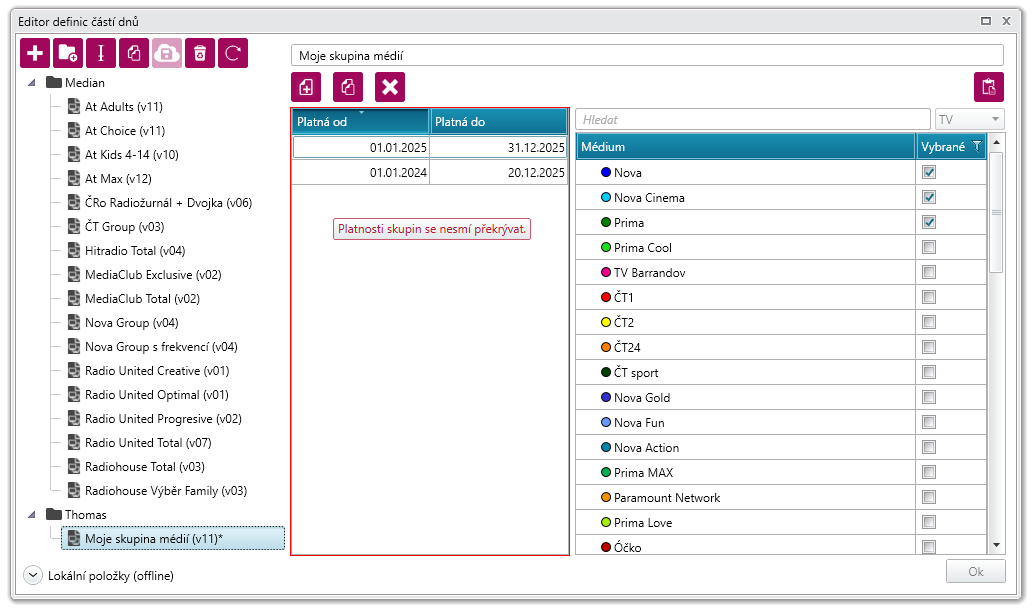 Editor definic částí dnů
Moje skupina médií
Median
At Adults (v11)
At Choice (v11)
At Kids 4-14 (v10)
At Max (v12)
ČRo Radiožurnál + Dvojka (v06)
ČT Group (v03)
Hitradio Total (v04)
MediaClub Exclusive (v02)
MediaClub Total (v02)
Nova Group (v04)
Nova Group s frekvencí (v04)
Radio United Creative (v01)
Radio United Optimal (v01)
Radio United Progresive (v02)
Radio United Total (v07)
Radiohouse Total (v03)
Radiohouse Výběr Family (v03)
Thomas
Moje skupina médií (v11)*
Lokální položky (offline)
Platná od Platná do
01.01.2025 31.12.2025
01.01.2024 20.12.2025
Platnosti skupin se nesmí překrývat.
Hledat TV
Médium Vybrané
Nova
Nova Cinema
Prima
Prima Cool
TV Barrandov
ČT1
ČT2
ČT24
ČT sport
Nova Gold
Nova Fun
Nova Action
Prima MAX
Paramount Network
Prima Love
Óčko
Ok